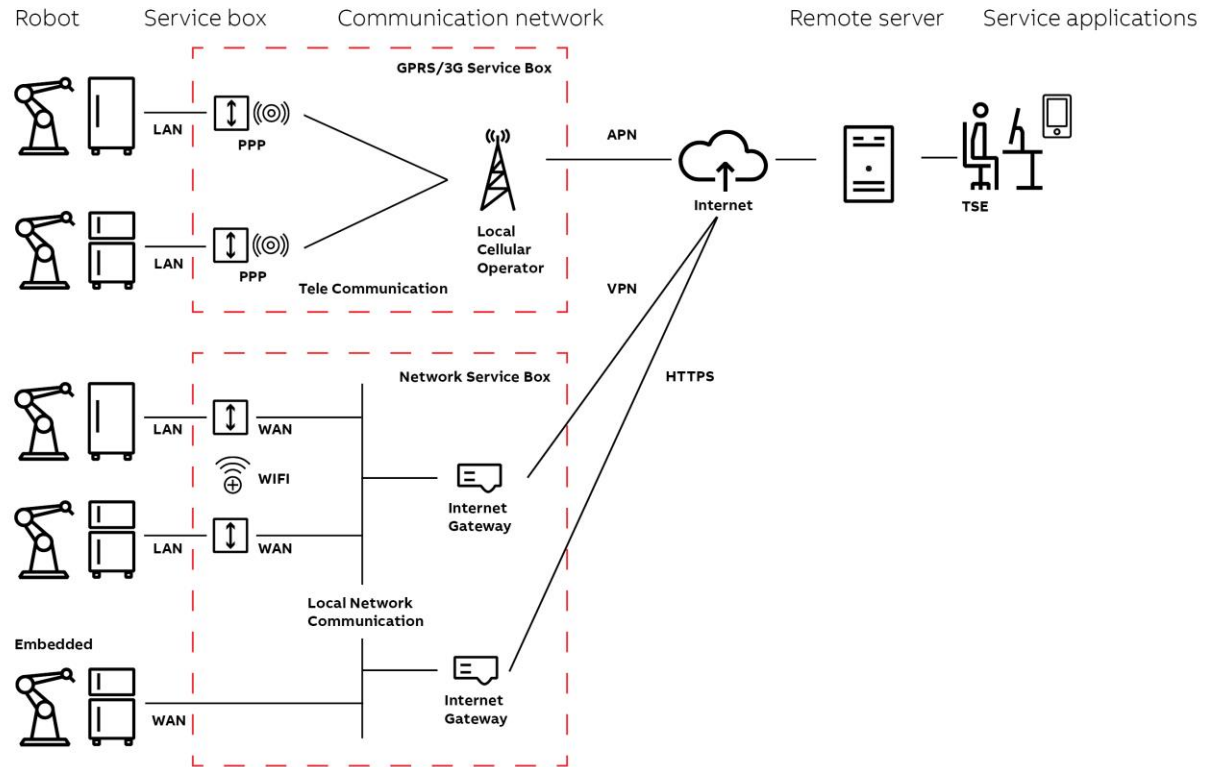 Robot
Service box
Communication network
Remote server
Service applications
GPRS/3G Service Box
LAN
PPP
APN
Internet
TSE
Local
Cellular
Operator
LAN
PPP
Tele Communication
VPN
HTTPS
Network Service Box
LAN
WAN
WIFI
Internet
Gateway
LAN
WAN
Local Network
Communication
Embedded
Internet
Gateway
WAN